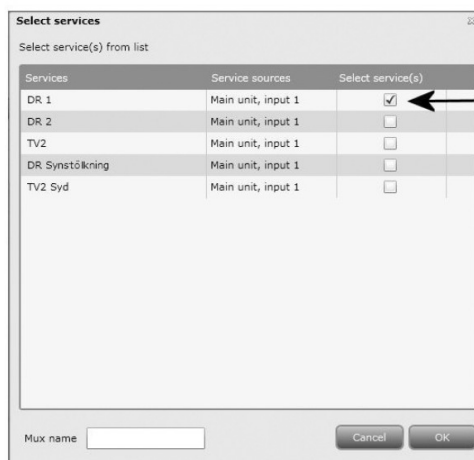 Select services
Select service(s) from list
Services Service sources Select service(s)
DR 1 Main unit, input 1
DR 2 Main unit, input 1
TV2 Main unit, input 1
DR Synstólkning Main unit, input 1
TV2 Syd Main unit, input 1
Mux name Cancel OK